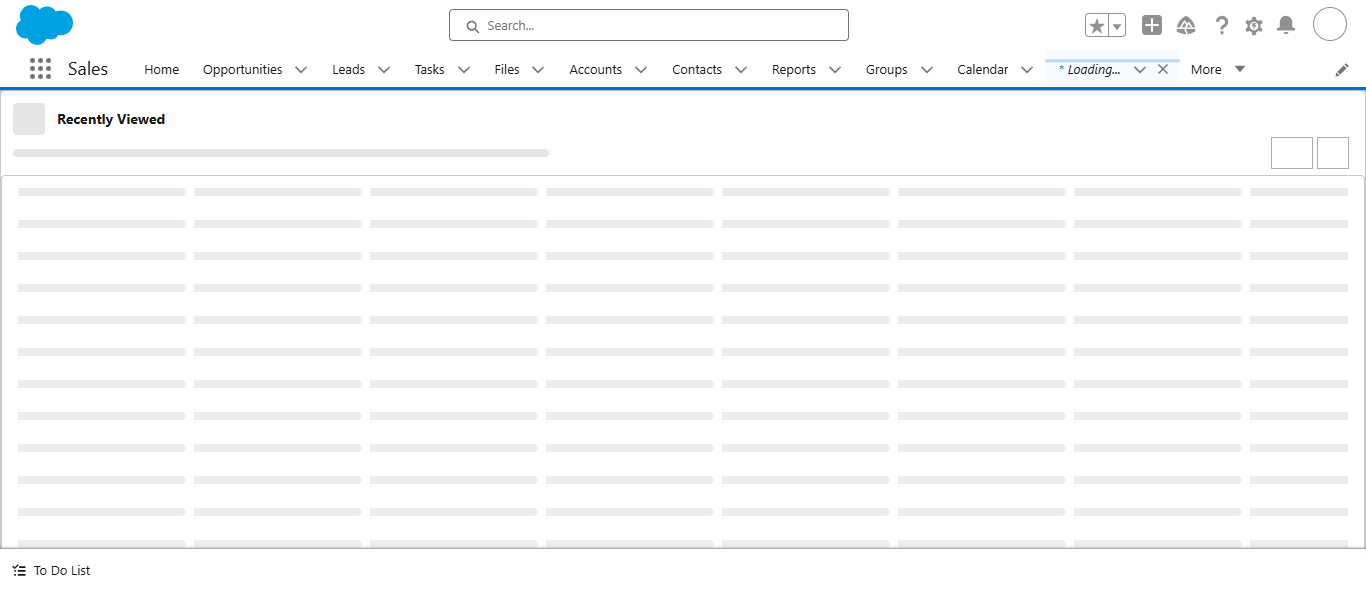 Search...
Sales
Home
Opportunities
Leads
Tasks
Files
Accounts
Contacts
Reports
Groups
Calendar
* Loading...
More
Recently Viewed
To Do List